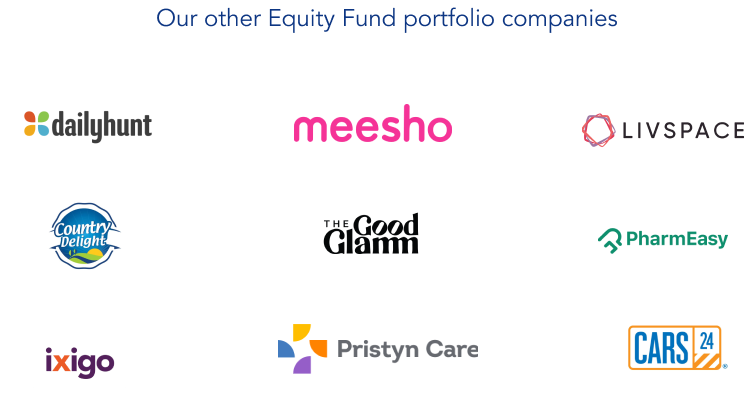 Our other Equity Fund portfolio companies
dailyhunt
meesho
LIVSPACE
Country
Delight
THE Good
Glamm
PharmEasy
ixigo
Pristyn Care
CARS 24
®